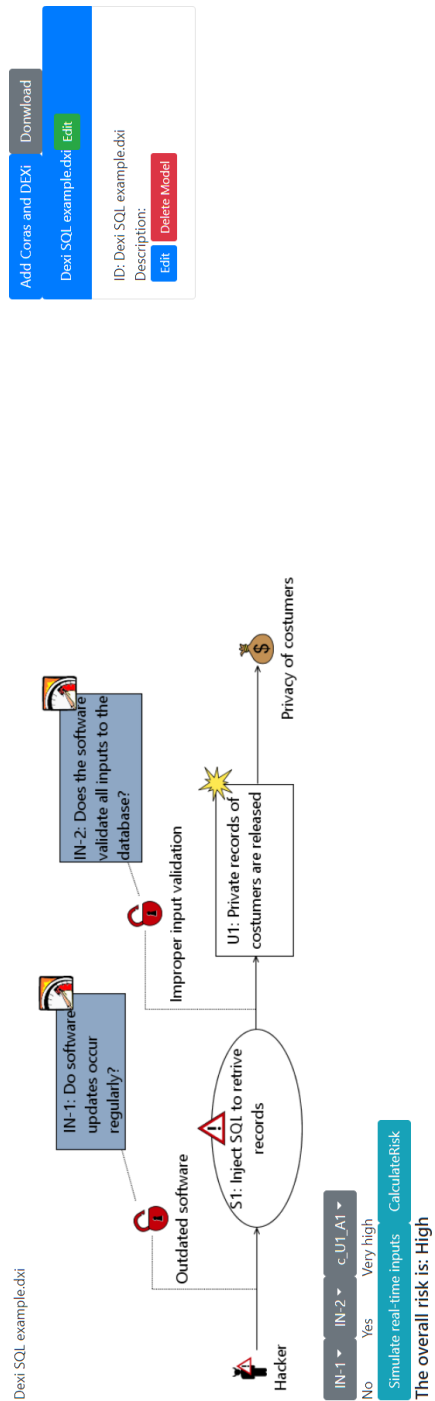 Dexi SQL example.dxi
Add Coras and DEXi
Donwload
Dexi SQL example.dxi
Edit
ID: Dexi SQL example.dxi
Description:
Edit
Delete Model
IN-1: Do software
updates occur
regularly?
IN-2: Does the software
validate all inputs to the
database?
Outdated software
Improper input validation
Hacker
S1: Inject SQL to retrive
records
U1: Private records of
costumers are released
$
Privacy of costumers
IN-1 IN-2 c_U1_A1
No Yes Very high
Simulate real-time inputs CalculateRisk
The overall risk is: High